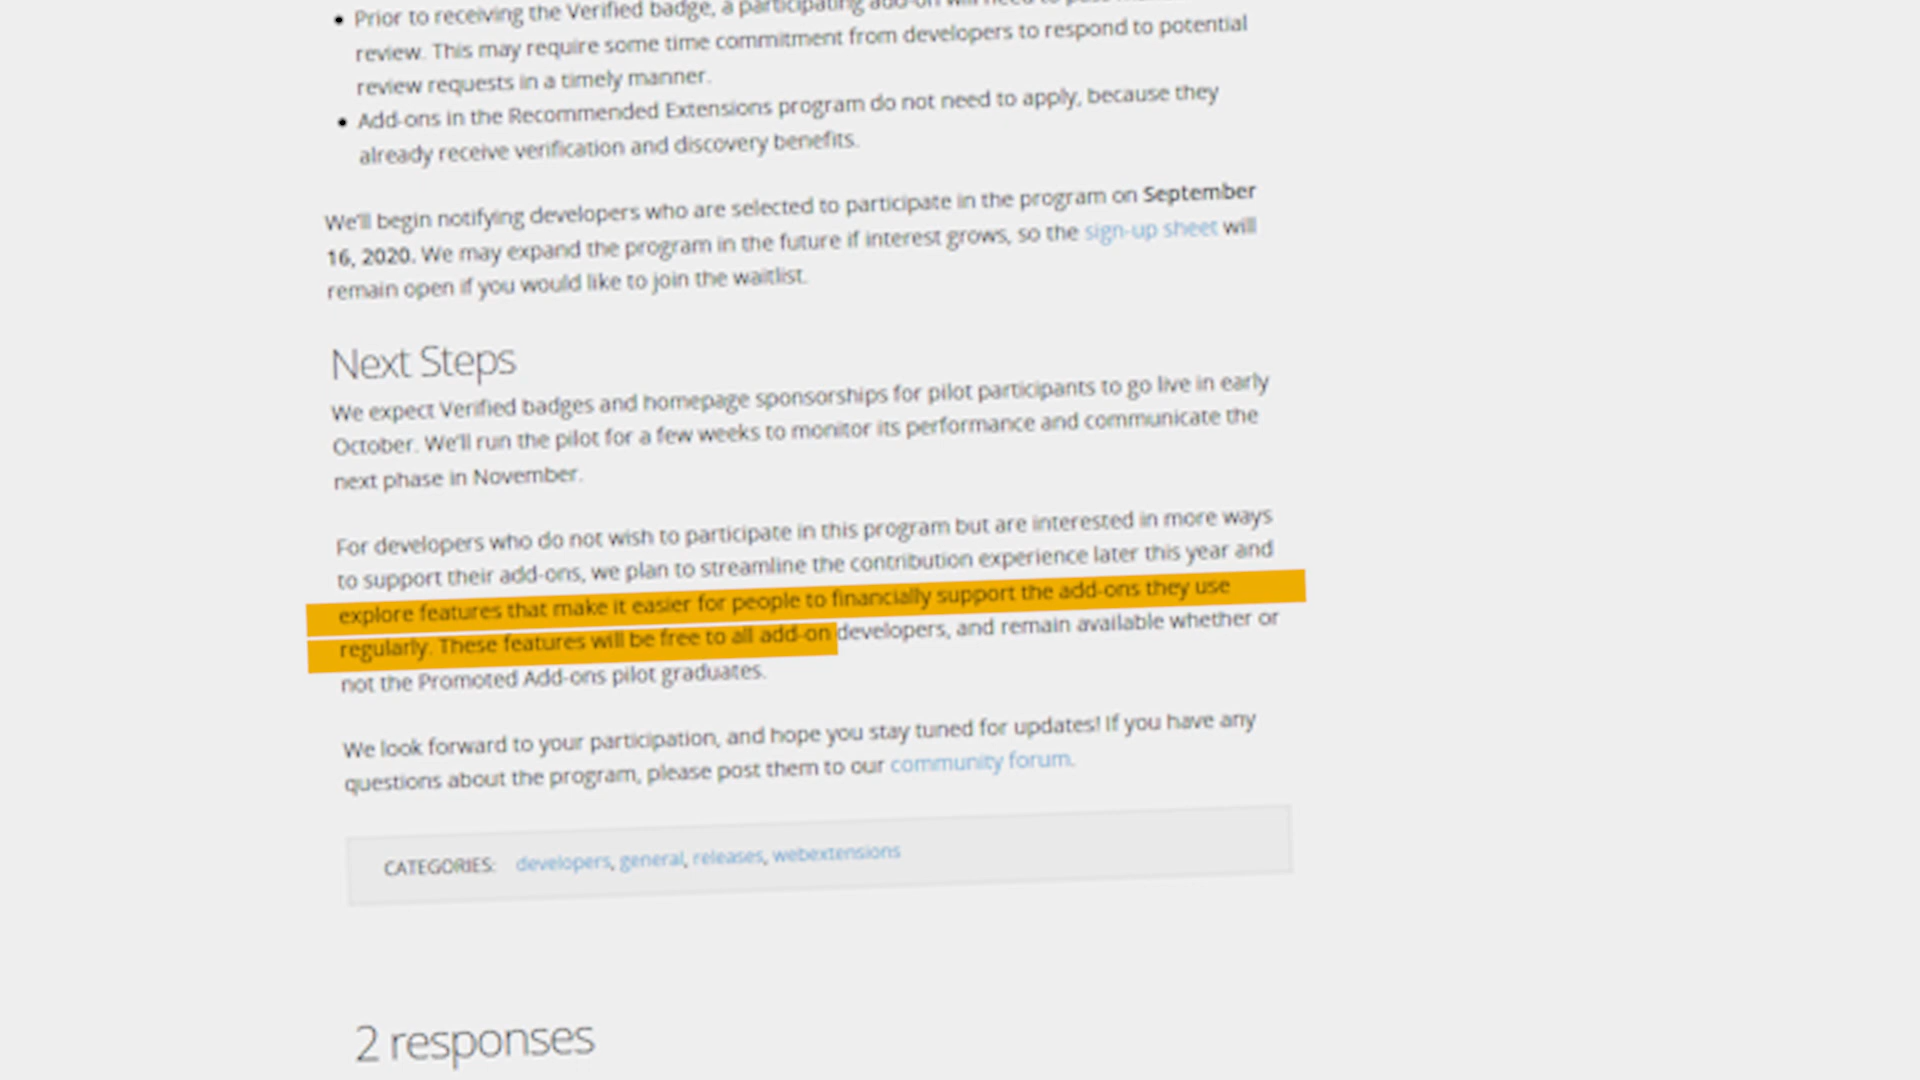 Prior to receiving the Verified badge, a participating add-on will need to
review. This may require some time commitment from developers to respond to potential
review requests in a timely manner.
Add-ons in the Recommended Extensions program do not need to apply, because they
already receive verification and discovery benefits.
We'll begin notifying developers who are selected to participate in the program on September
16, 2020. We may expand the program in the future if interest grows, so the sign-up sheet will
remain open if you would like to join the waitlist.
Next Steps
We expect Verified badges and homepage sponsorships for pilot participants to go live in early
October. We'll run the pilot for a few weeks to monitor its performance and communicate the
next phase in November.
For developers who do not wish to participate in this program but are interested in more ways
to support their add-ons, we plan to streamline the contribution experience later this year and
explore features that make it easier for people to financially support the add-ons they use
regularly. These features will be free to all add-on developers, and remain available whether or
not the Promoted Add-ons pilot graduates.
We look forward to your participation, and hope you stay tuned for updates! If you have any
questions about the program, please post them to our community forum.
CATEGORIES: developers, general, releases, webextensions
2 responses